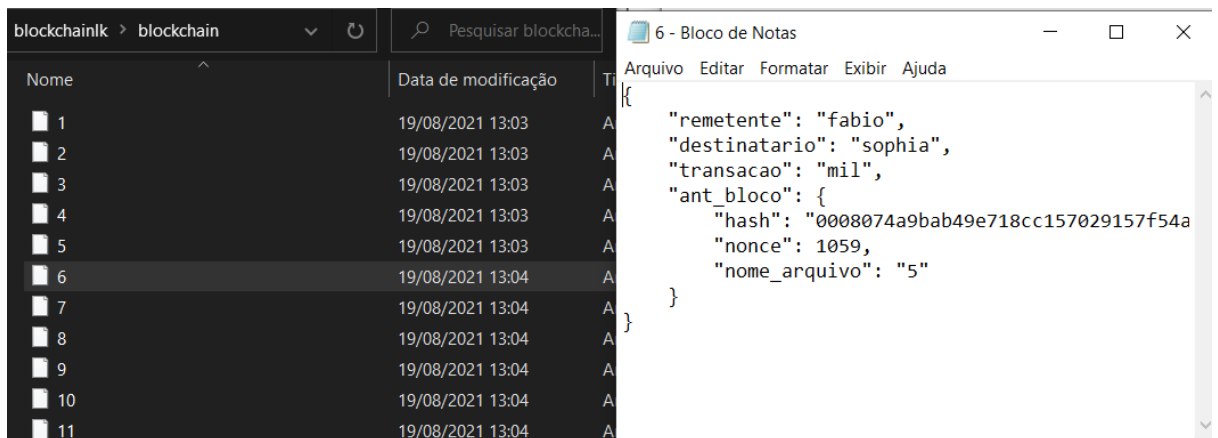 blockchainlk > blockchain
Pesquisar blockcha...
Nome
Data de modificação
1 19/08/2021 13:03
2 19/08/2021 13:03
3 19/08/2021 13:03
4 19/08/2021 13:03
5 19/08/2021 13:03
6 19/08/2021 13:04
7 19/08/2021 13:04
8 19/08/2021 13:04
9 19/08/2021 13:04
10 19/08/2021 13:04
11 19/08/2021 13:04
6 - Bloco de Notas
Arquivo Editar Formatar Exibir Ajuda
{
"remetente": "fabio",
"destinatario": "sophia",
"transacao": "mil",
"ant_bloco": {
"hash": "0008074a9bab49e718cc157029157f54a
"nonce": 1059,
"nome_arquivo": "5"
}
}